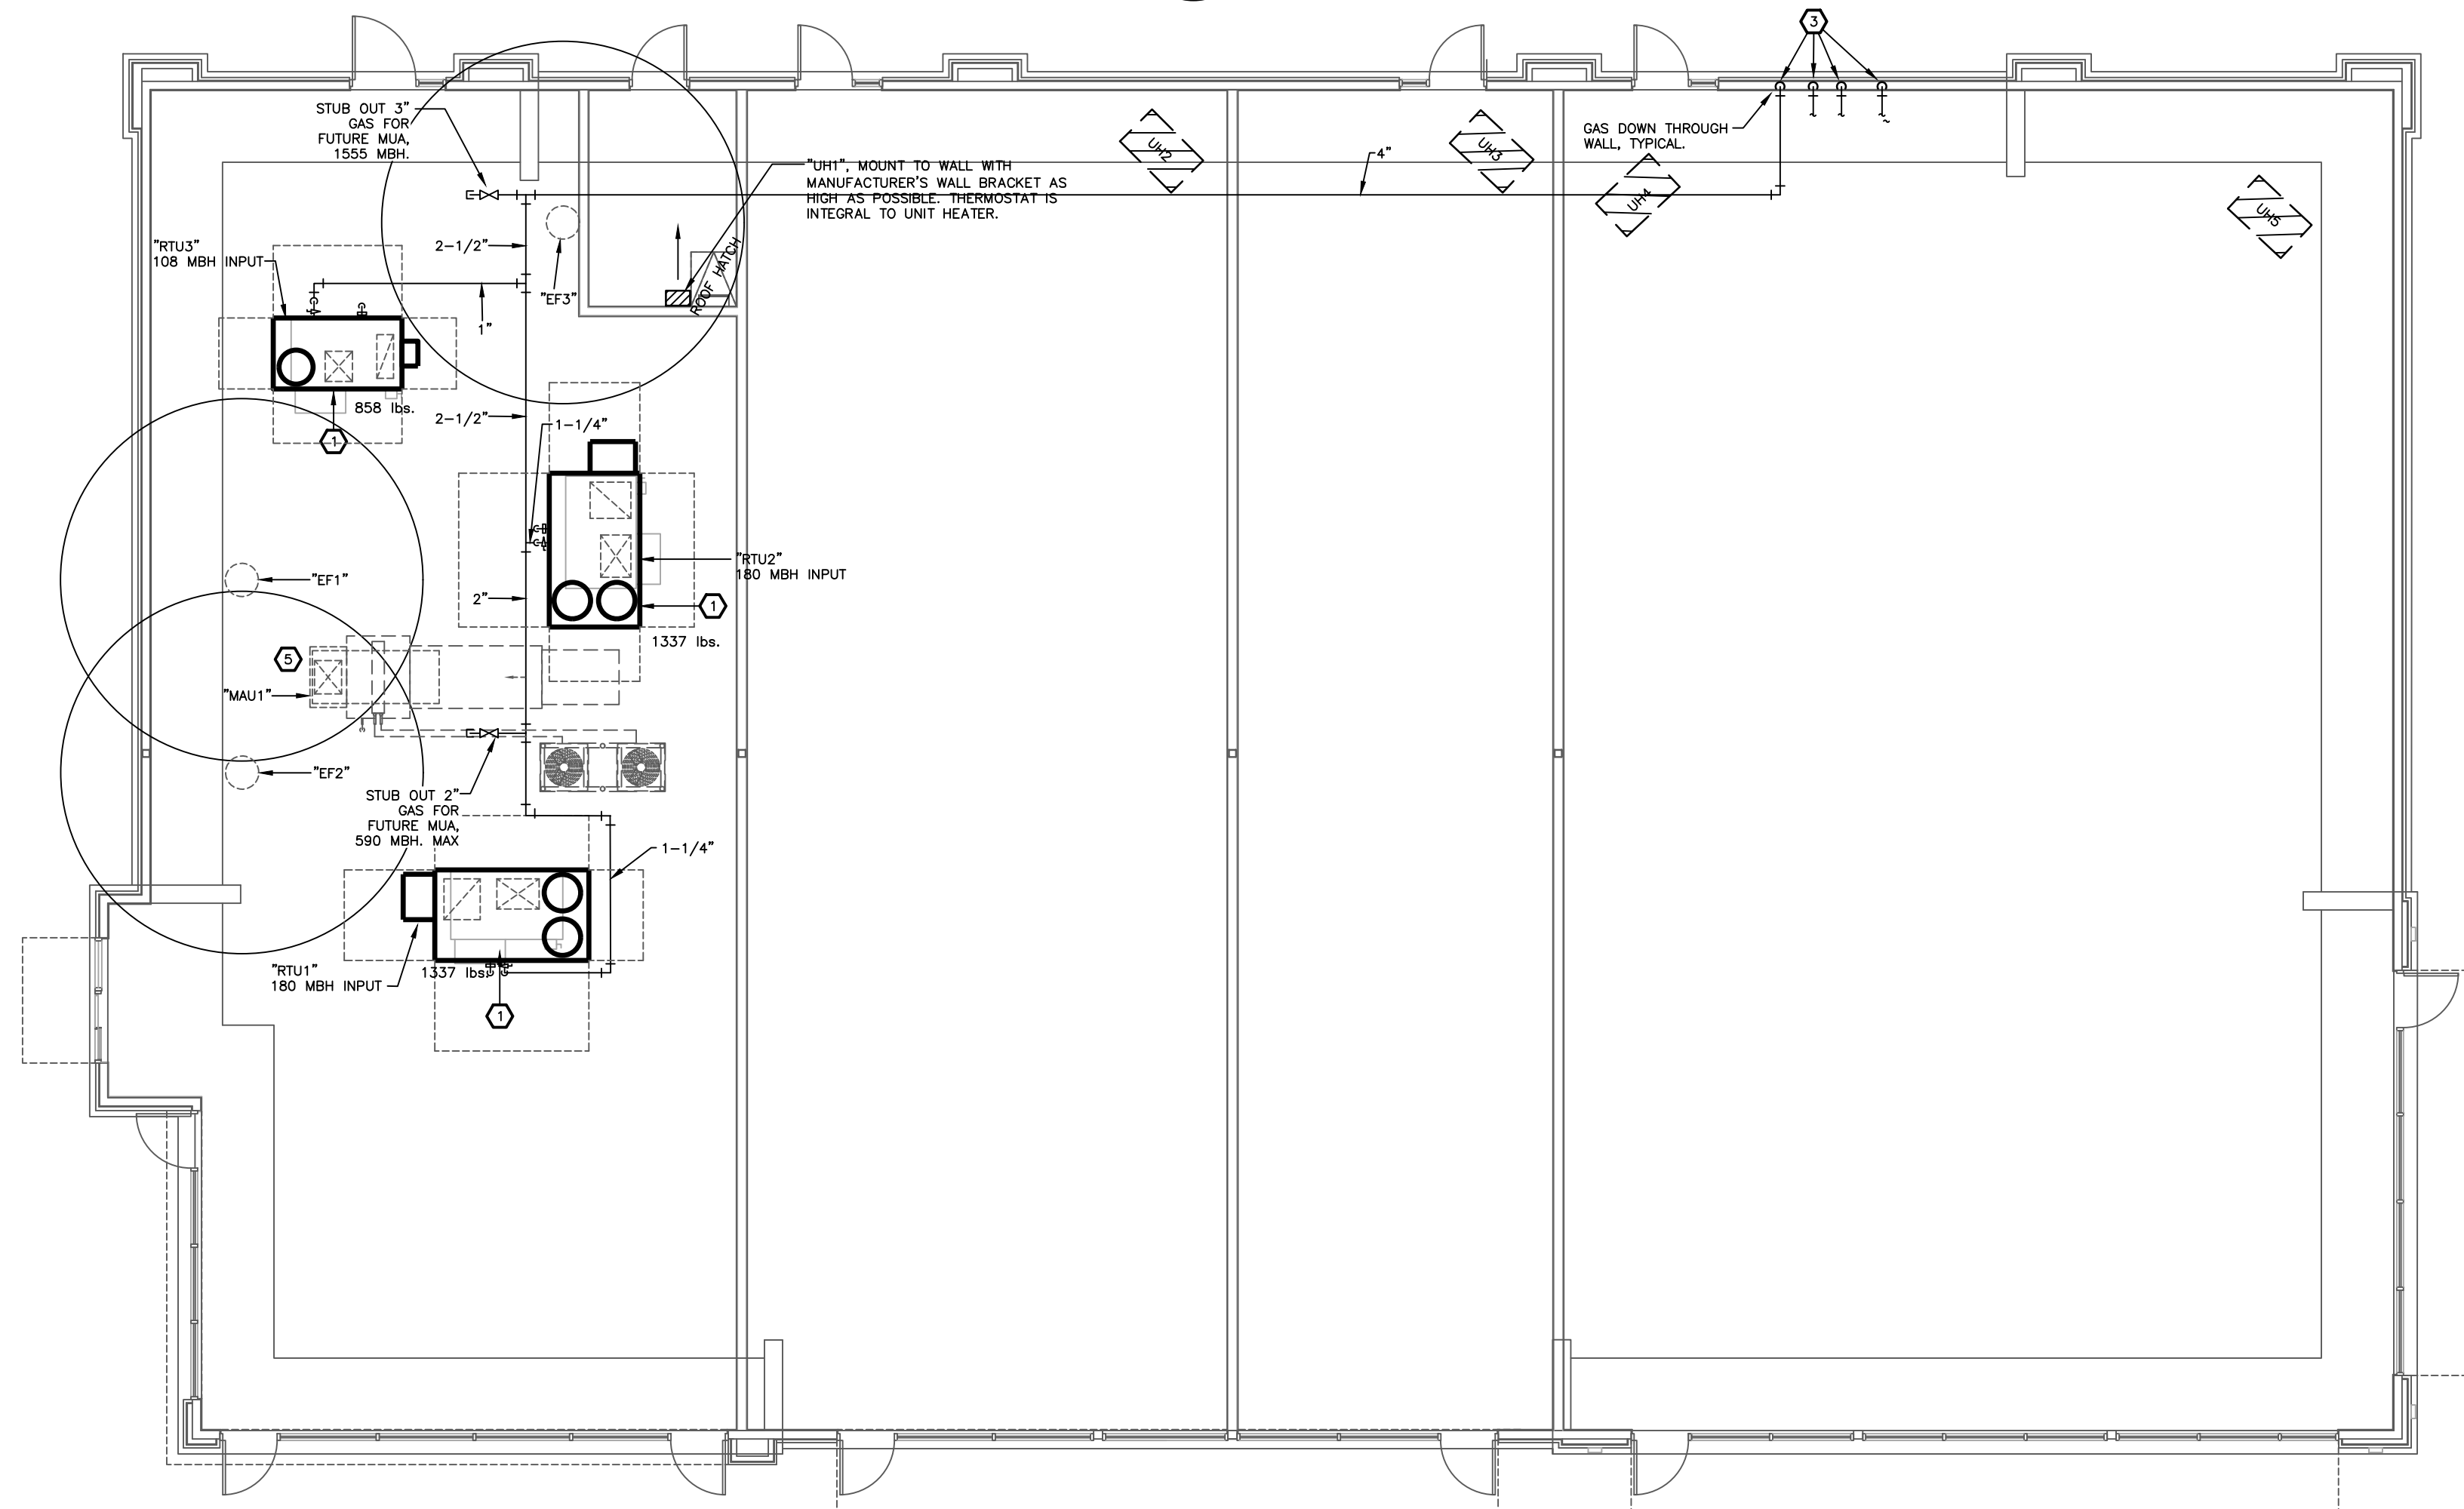 3
STUB OUT 3"
GAS FOR
FUTURE MUA,
1555 MBH.
"UH1", MOUNT TO WALL WITH
MANUFACTURER'S WALL BRACKET AS
HIGH AS POSSIBLE. THERMOSTAT IS
INTEGRAL TO UNIT HEATER.
UH2
4"
UH3
GAS DOWN THROUGH
WALL, TYPICAL.
UH4
UH5
"RTU3"
108 MBH INPUT
2-1/2"
"EF3"
ROOF HATCH
1"
858 lbs.
1
2-1/2"
1-1/4"
"RTU2"
180 MBH INPUT
"EF1"
2"
1
1337 lbs.
5
"MAU1"
"EF2"
STUB OUT 2"
GAS FOR
FUTURE MUA,
590 MBH. MAX
1-1/4"
"RTU1"
180 MBH INPUT
1337 lbs.
1